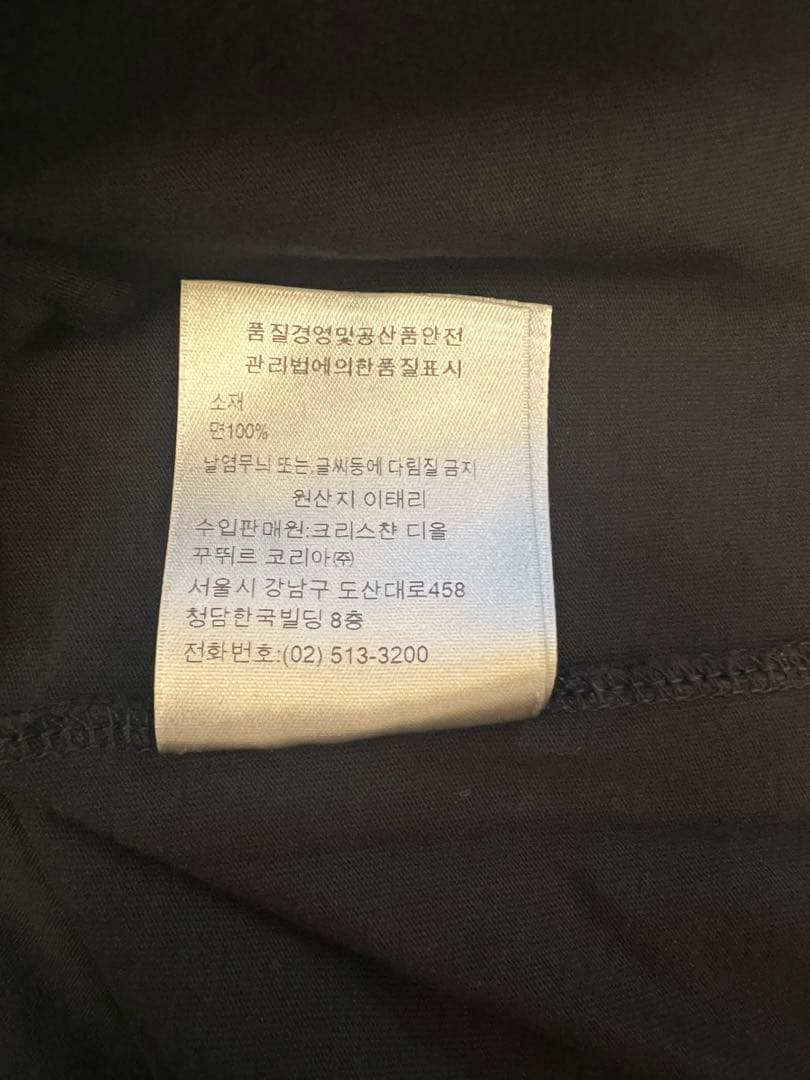 품질경영및공산품안전
관리법에의한품질표시
소재
면100%
날염무늬 또는,글씨등에 다림질 금지
원산지 이태리
수입판매원:크리스챤 디올
꾸뛰르 코리아㈜
서울시 강남구 도산대로458
청담한국빌딩 8층
전화번호:(02) 513-3200